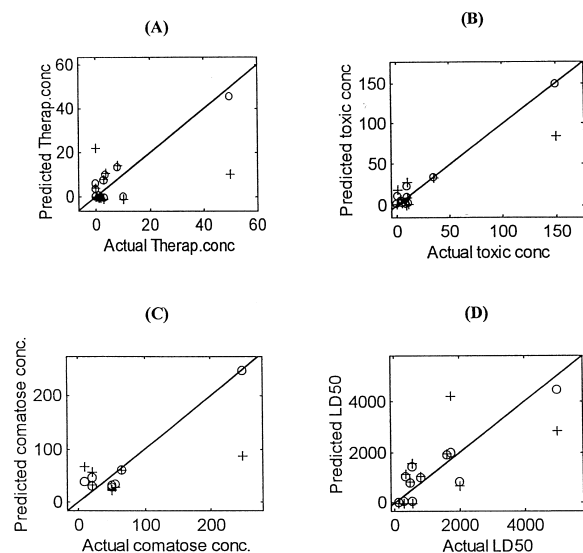 (A)
Predicted Therap.conc
60
40
20
0
0 20 40 60
Actual Therap.conc
(B)
Predicted toxic conc
150
100
50
0
0 50 100 150
Actual toxic conc
(C)
Predicted comatose conc.
200
100
0
0 100 200
Actual comatose conc.
(D)
Predicted LD50
4000
2000
0
0 2000 4000
Actual LD50